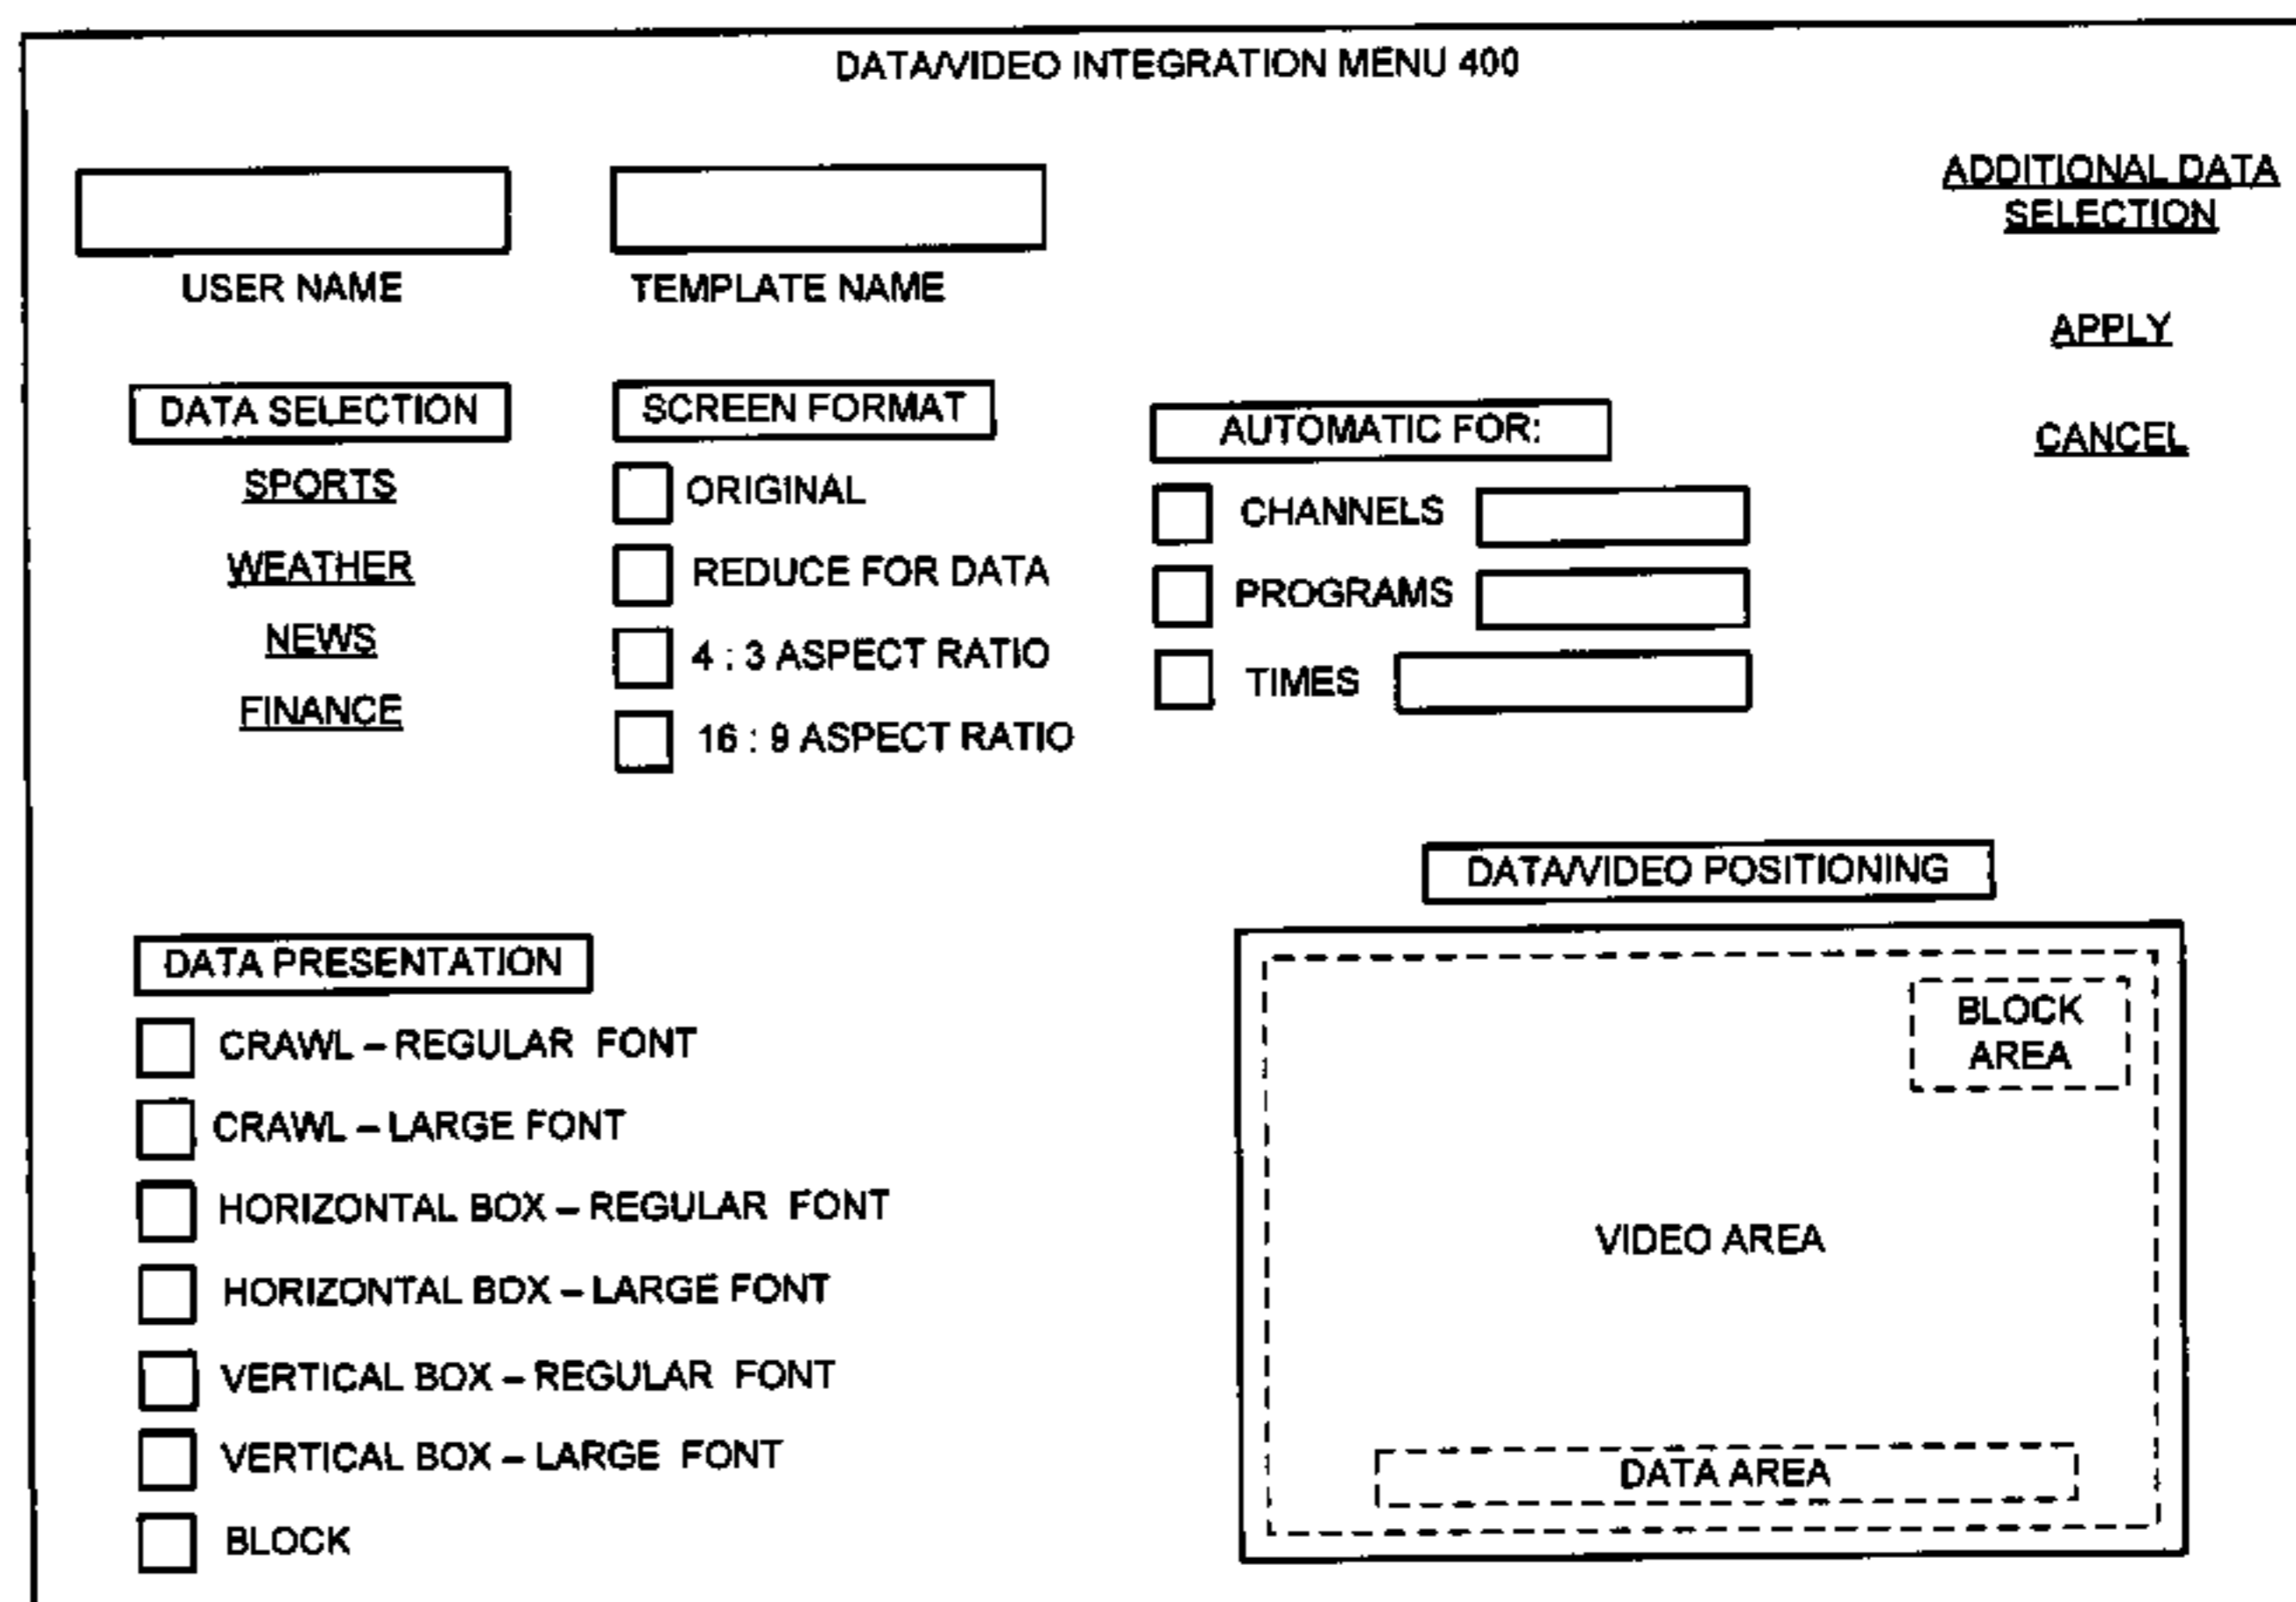 DATA/VIDEO INTEGRATION MENU 400
USER NAME
TEMPLATE NAME
ADDITIONAL DATA
SELECTION
APPLY
CANCEL
DATA SELECTION
SPORTS
WEATHER
NEWS
FINANCE
SCREEN FORMAT
ORIGINAL
REDUCE FOR DATA
4 : 3 ASPECT RATIO
16 : 9 ASPECT RATIO
AUTOMATIC FOR:
CHANNELS
PROGRAMS
TIMES
DATA PRESENTATION
CRAWL – REGULAR FONT
CRAWL – LARGE FONT
HORIZONTAL BOX – REGULAR FONT
HORIZONTAL BOX – LARGE FONT
VERTICAL BOX – REGULAR FONT
VERTICAL BOX – LARGE FONT
BLOCK
DATA/VIDEO POSITIONING
BLOCK
AREA
VIDEO AREA
DATA AREA